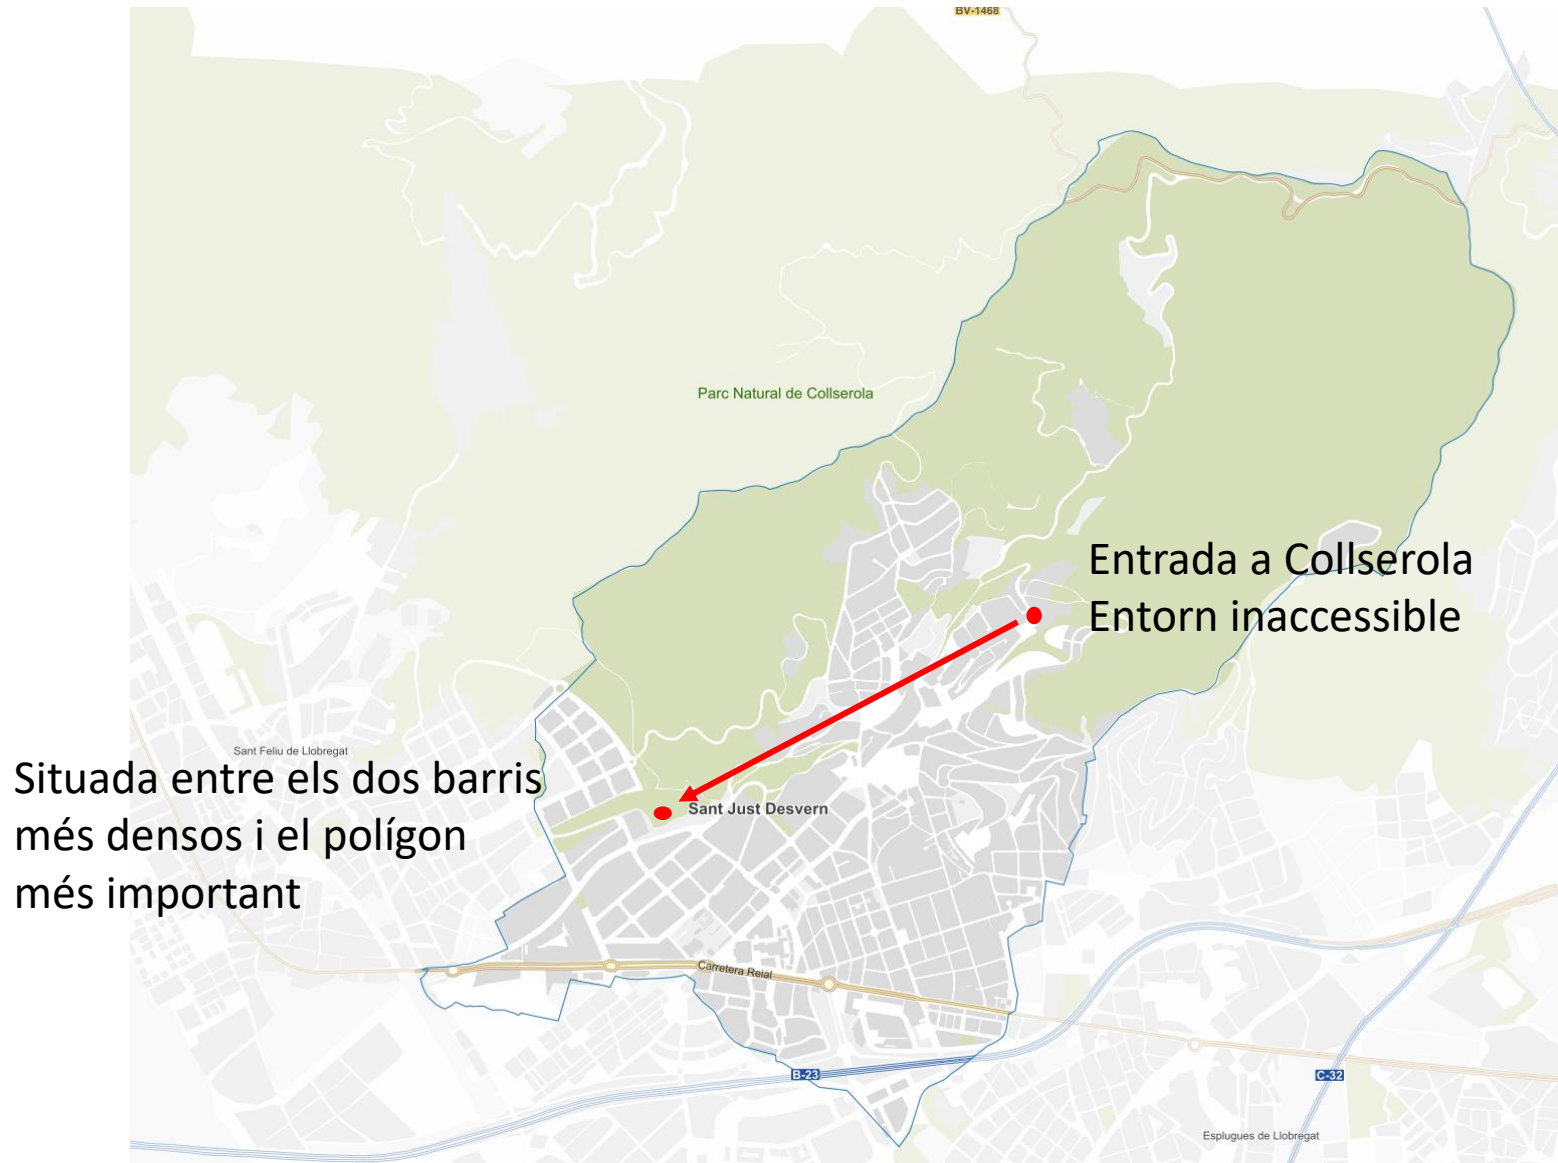 BV-1468
Parc Natural de Collserola
Entrada a Collserola
Entorn inaccessible
Sant Feliu de Llobregat
Situada entre els dos barris
més densos i el polígon
més important
Sant Just Desvern
Carretera Reial
B-23
C-32
Esplugues de Llobregat